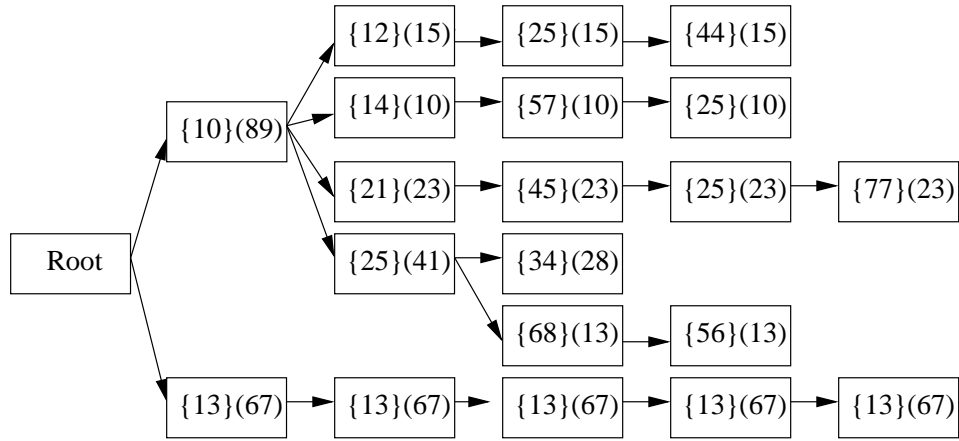 {12}(15) {25}(15) {44}(15)
{14}(10) {57}(10) {25}(10)
{10}(89)
{21}(23) {45}(23) {25}(23) {77}(23)
Root {25}(41) {34}(28)
{68}(13) {56}(13)
{13}(67) {13}(67) {13}(67) {13}(67) {13}(67)